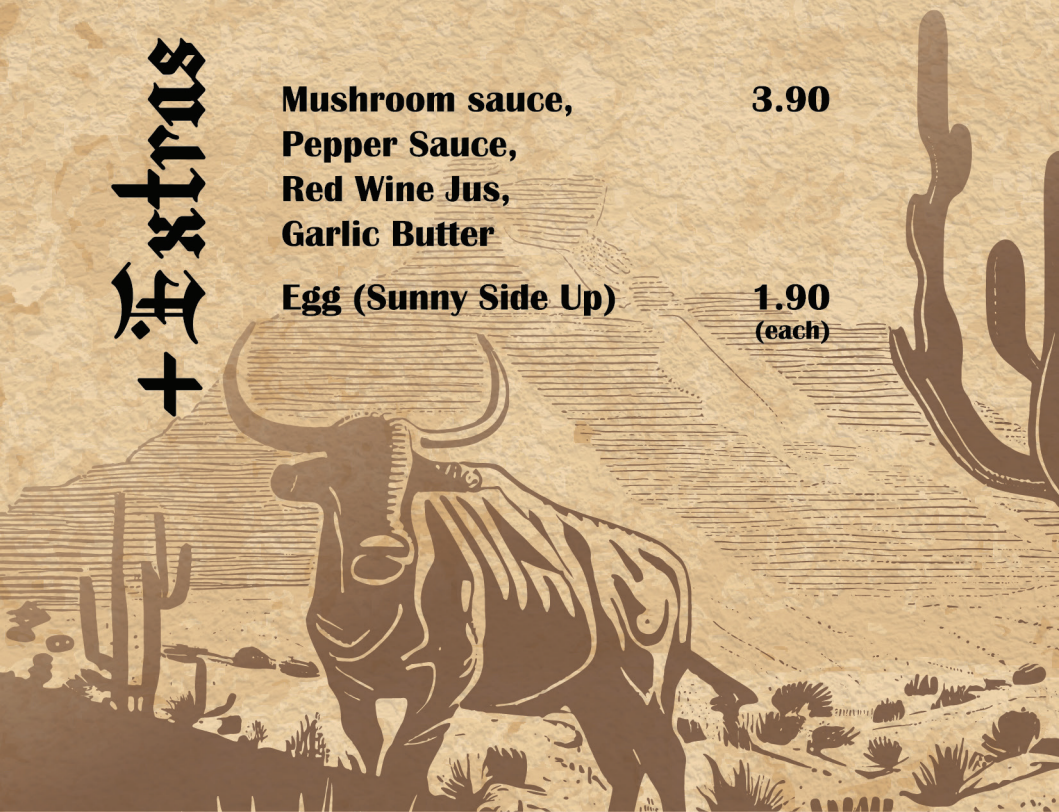 + Extras
Mushroom sauce, 3.90
Pepper Sauce,
Red Wine Jus,
Garlic Butter
Egg (Sunny Side Up) 1.90
(each)